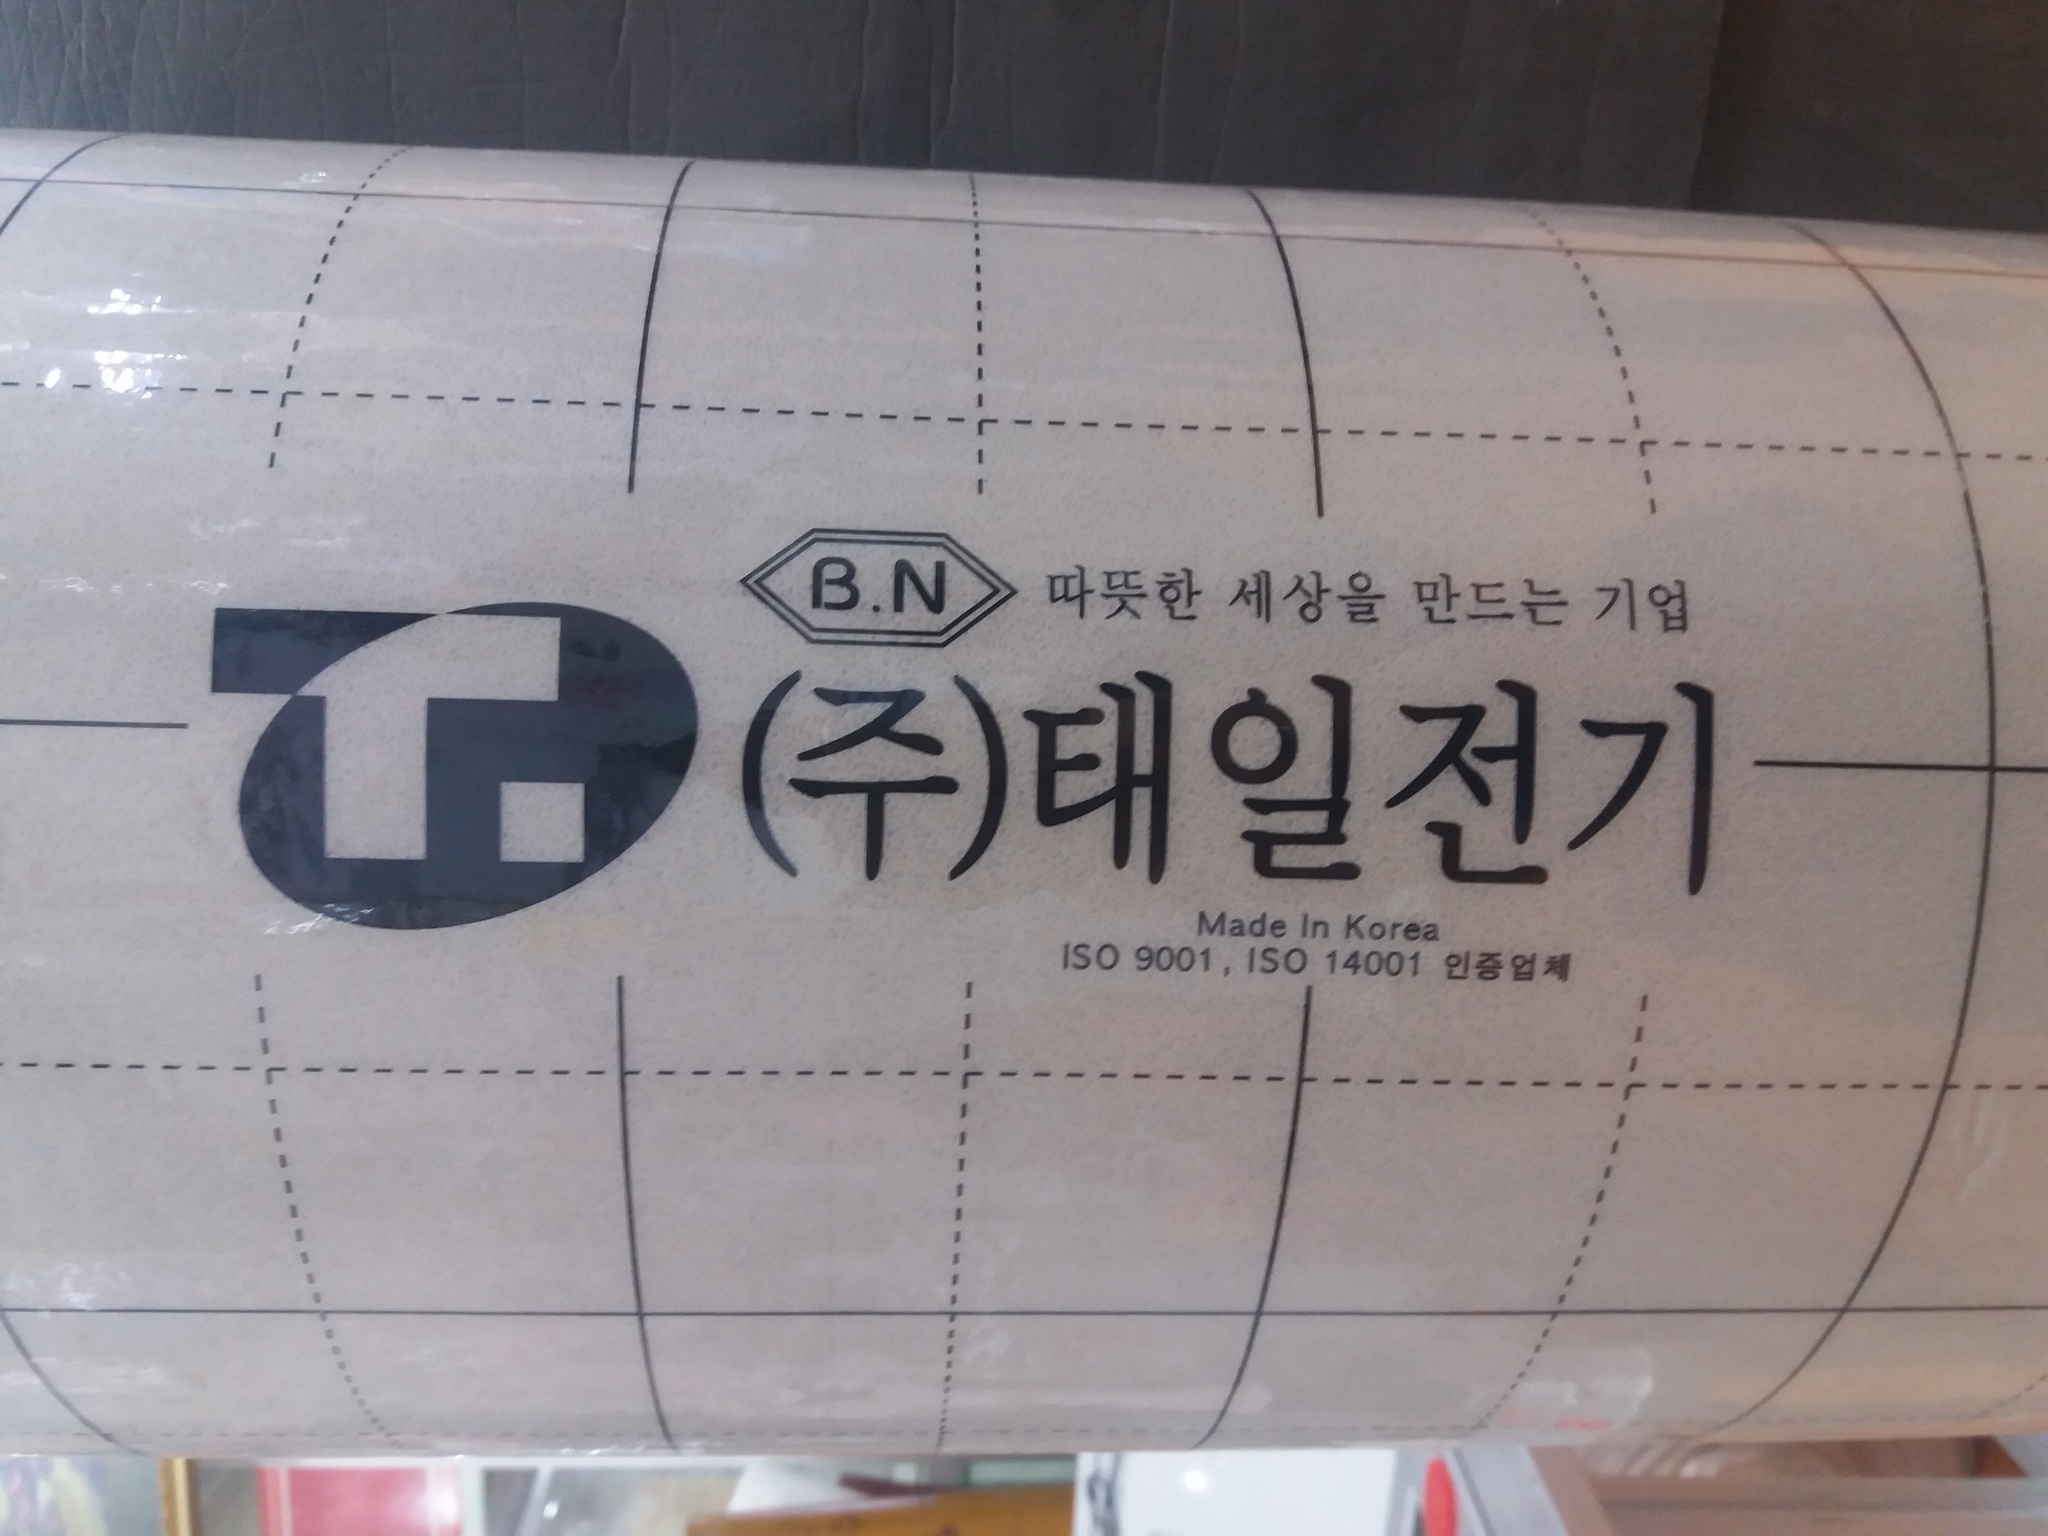 B.N 따뜻한 세상을 만드는 기업
(주)태일전기
Made In Korea
ISO 9001, ISO 14001 인증업체